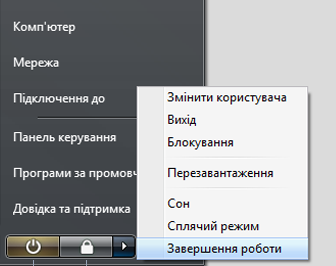 Комп'ютер
Мережа
Підключення до
Панель керування
Програми за промовч
Довідка та підтримка
Змінити користувача
Вихід
Блокування
Перезавантаження
Сон
Сплячий режим
Завершення роботи